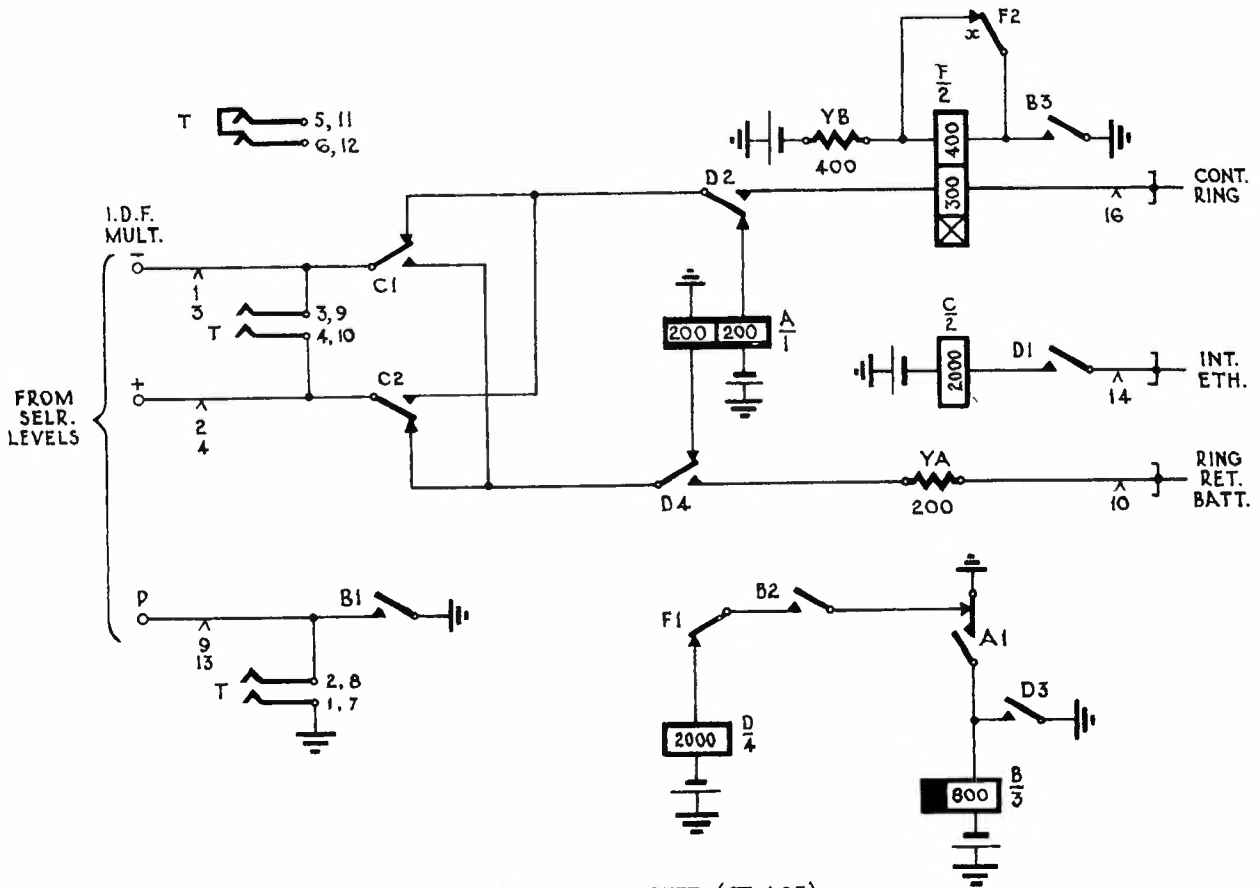 F2
x
F
2
400
300
YB
400
B3
CONT.
RING
16
T
5, 11
6, 12
D2
I.D.F.
MULT.
−
1
3
C1
3, 9
T
4, 10
200
200
A
1
C
2
2000
D1
INT.
ETH.
14
C2
+
2
4
FROM
SELR.
LEVELS
D4
YA
200
RING
RET.
BATT.
10
P
9
13
B1
T
2, 8
1, 7
F1
B2
A1
D3
2000
D
4
800
B
3